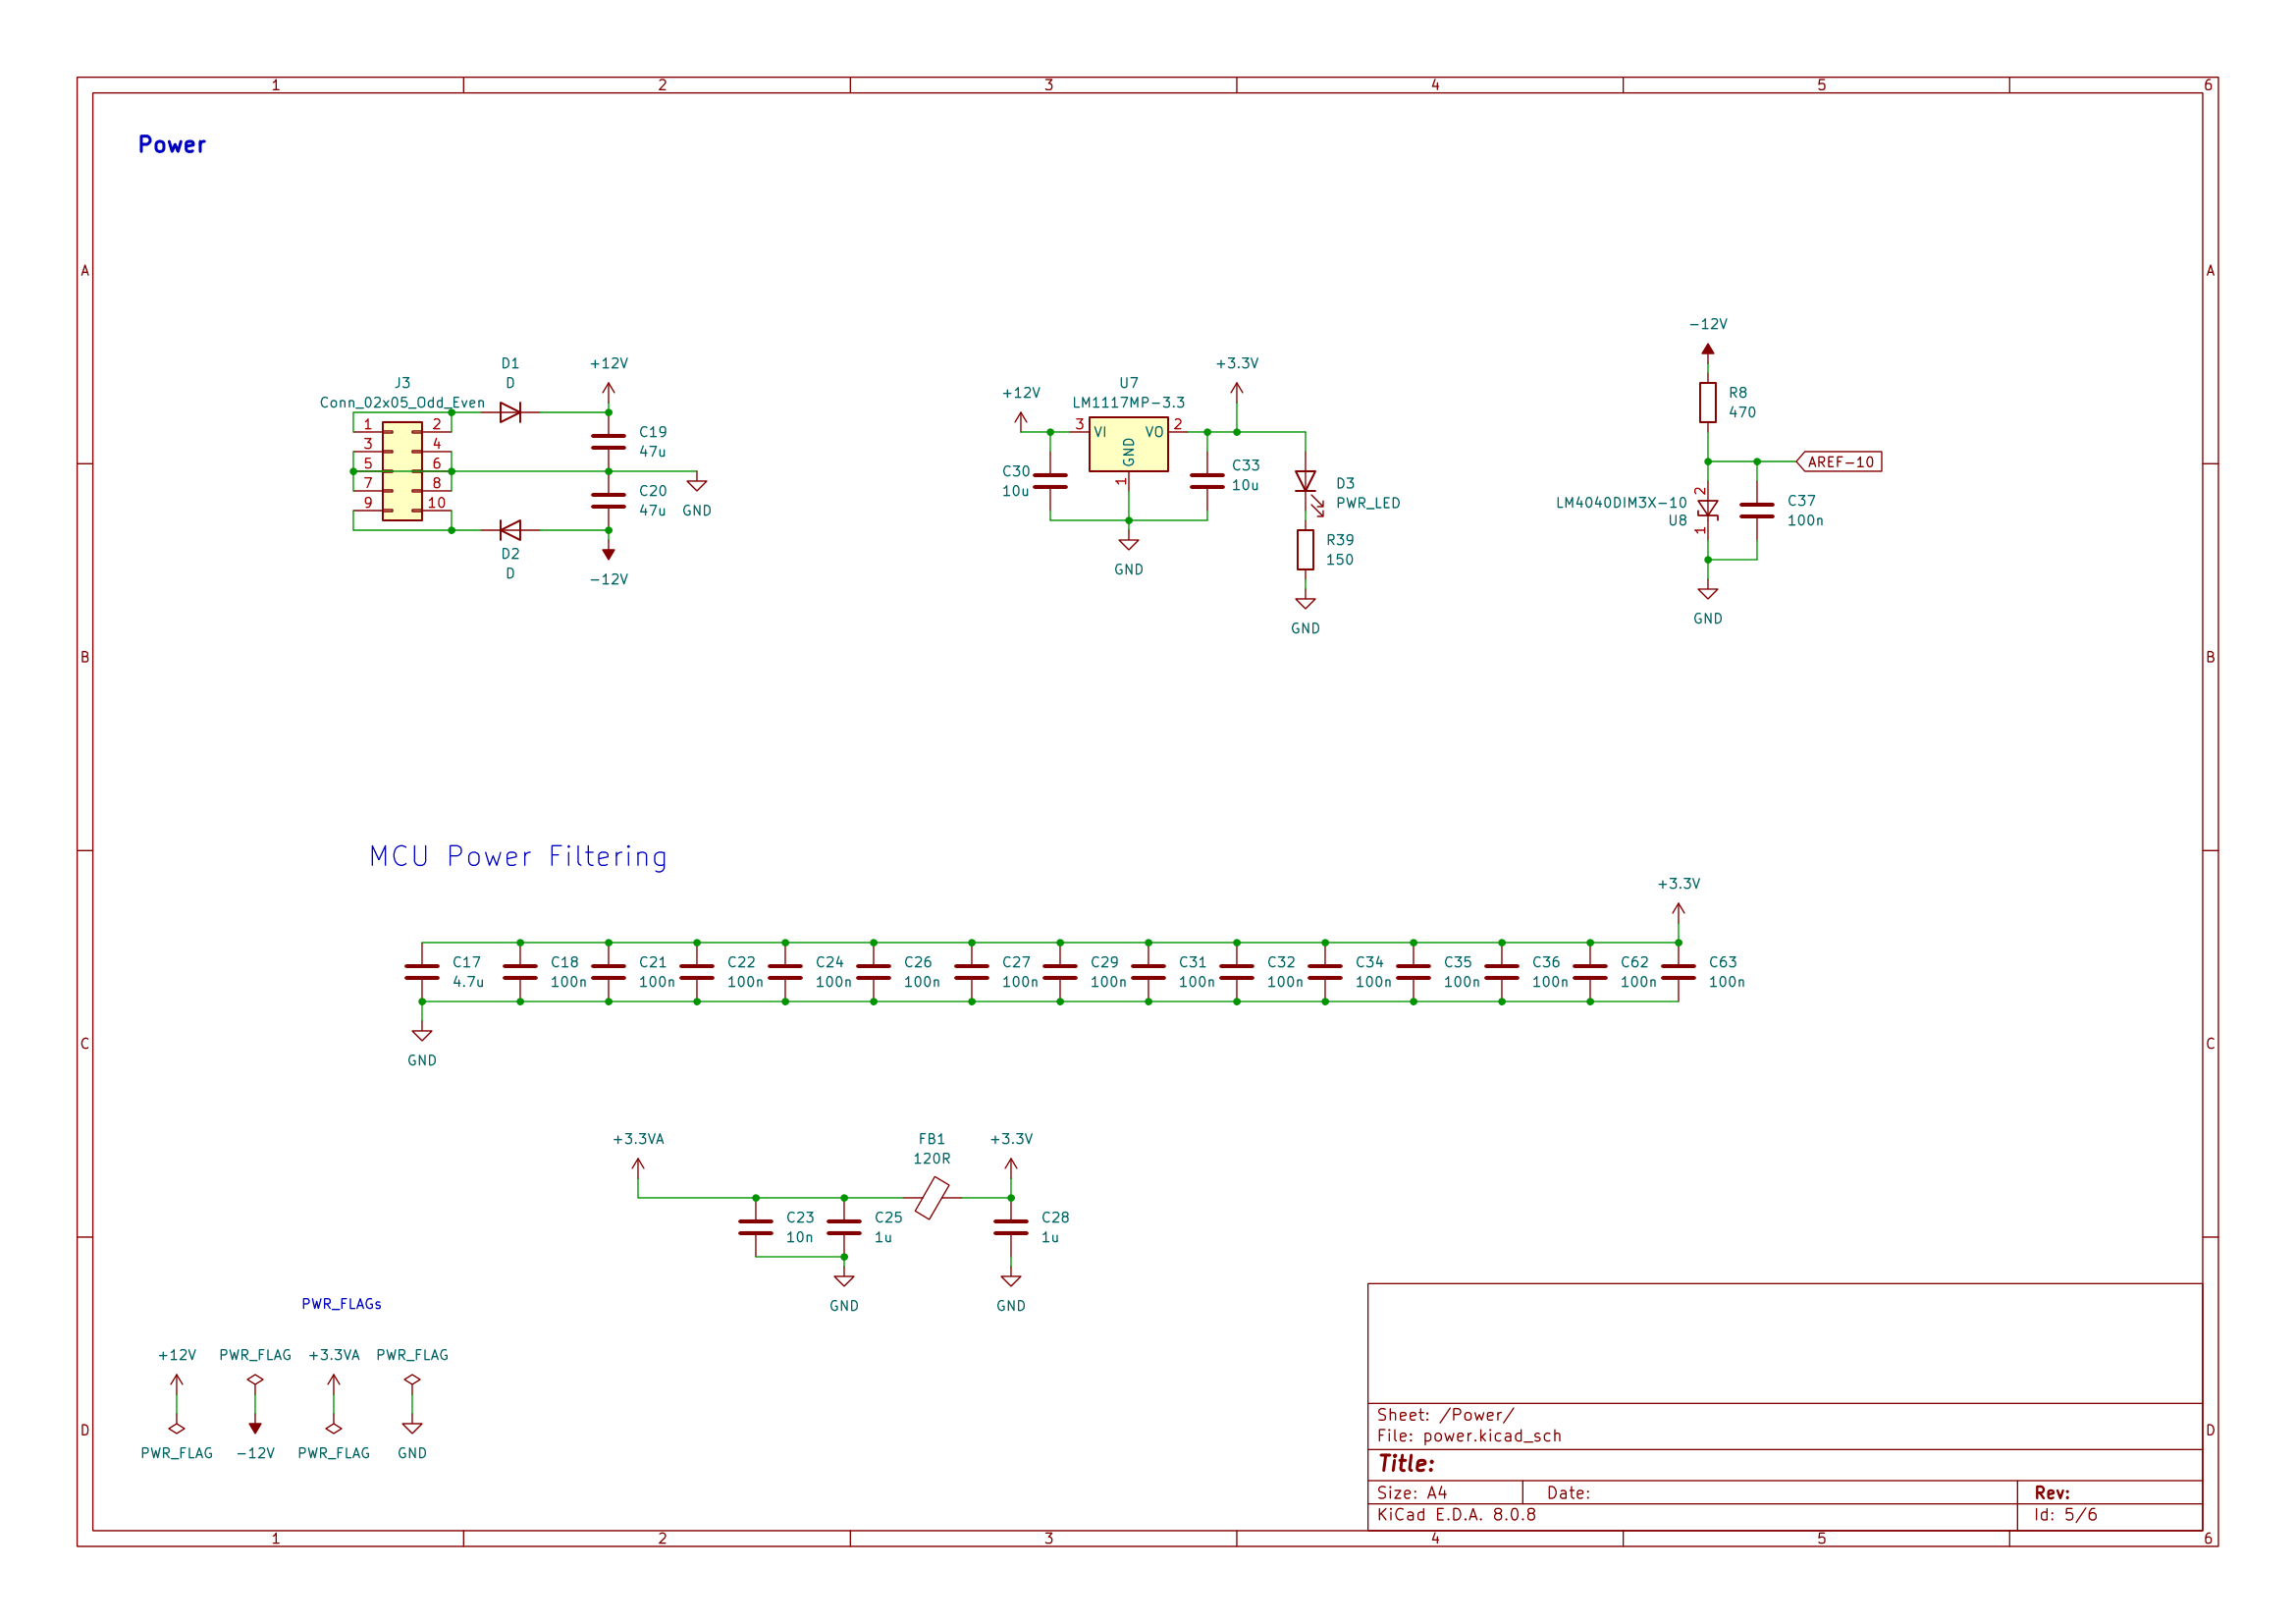 1 2 3 4 5 6
Power
A A
B B
C C
D D
J3
Conn_02x05_Odd_Even
1 2
3 4
5 6
7 8
9 10
D1
D
+12V
C19
47u
C20
47u
GND
D2
D
-12V
+12V
U7
LM1117MP-3.3
3 VI VO 2
GND
1
+3.3V
C30
10u
C33
10u
GND
D3
PWR_LED
R39
150
GND
-12V
R8
470
AREF-10
2
LM4040DIM3X-10
U8
1
C37
100n
GND
MCU Power Filtering
+3.3V
C17 C18 C21 C22 C24 C26 C27 C29 C31 C32 C34 C35 C36 C62 C63
4.7u 100n 100n 100n 100n 100n 100n 100n 100n 100n 100n 100n 100n 100n 100n
GND
+3.3VA
FB1
120R
+3.3V
C23
10n
C25
1u
C28
1u
GND
GND
PWR_FLAGs
+12V PWR_FLAG +3.3VA PWR_FLAG
PWR_FLAG -12V PWR_FLAG GND
Sheet: /Power/
File: power.kicad_sch
Title:
Size: A4 Date: Rev:
KiCad E.D.A. 8.0.8 Id: 5/6
1 2 3 4 5 6